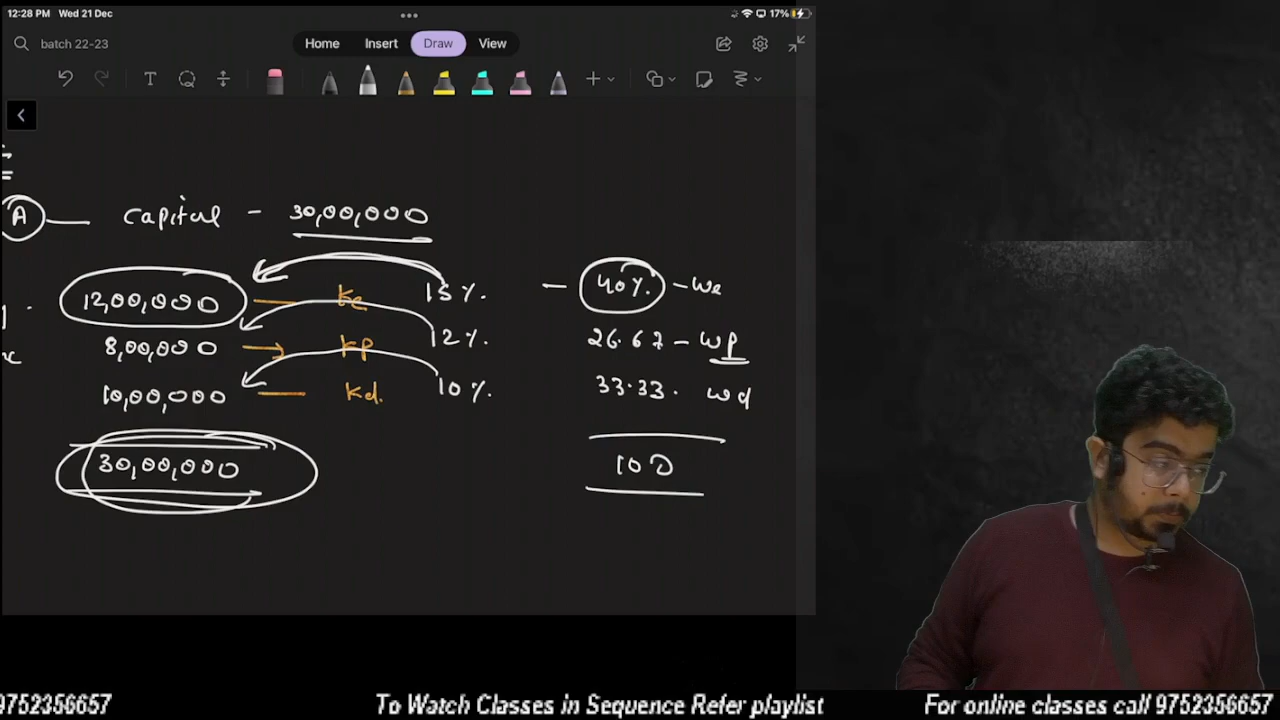 12:28 PM Wed 21 Dec
17%
batch 22-23
Home Insert Draw View
A — capital - 30,00,000
12,00,000 — Ke 15%. — 40%. - we
8,00,000 → kp 12%. 26.67 - wp
10,00,000 — Kd. 10%. 33.33. wd
30,00,000 100
9752356657 To Watch Classes in Sequence Refer playlist For online classes call 9752356657